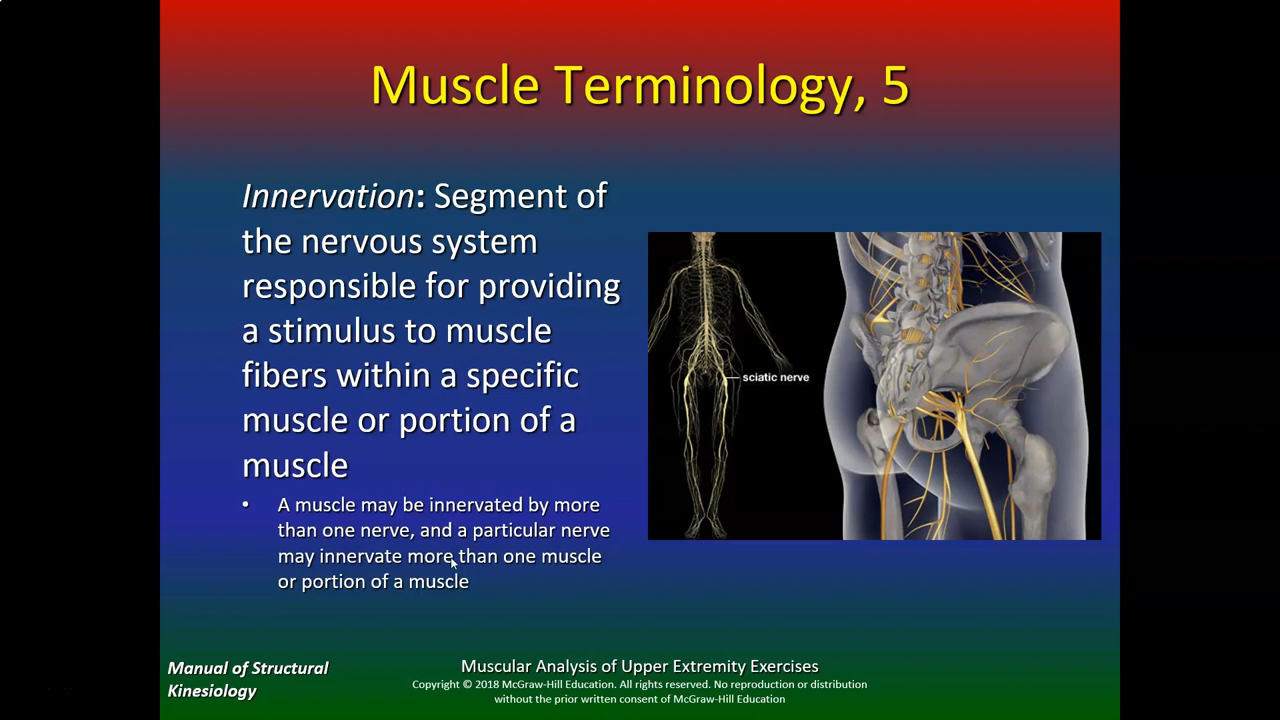 Muscle Terminology, 5
Innervation: Segment of
the nervous system
responsible for providing
a stimulus to muscle
fibers within a specific
muscle or portion of a
muscle
• A muscle may be innervated by more
than one nerve, and a particular nerve
may innervate more than one muscle
or portion of a muscle
sciatic nerve
Manual of Structural
Kinesiology
Muscular Analysis of Upper Extremity Exercises
Copyright © 2018 McGraw-Hill Education. All rights reserved. No reproduction or distribution
without the prior written consent of McGraw-Hill Education